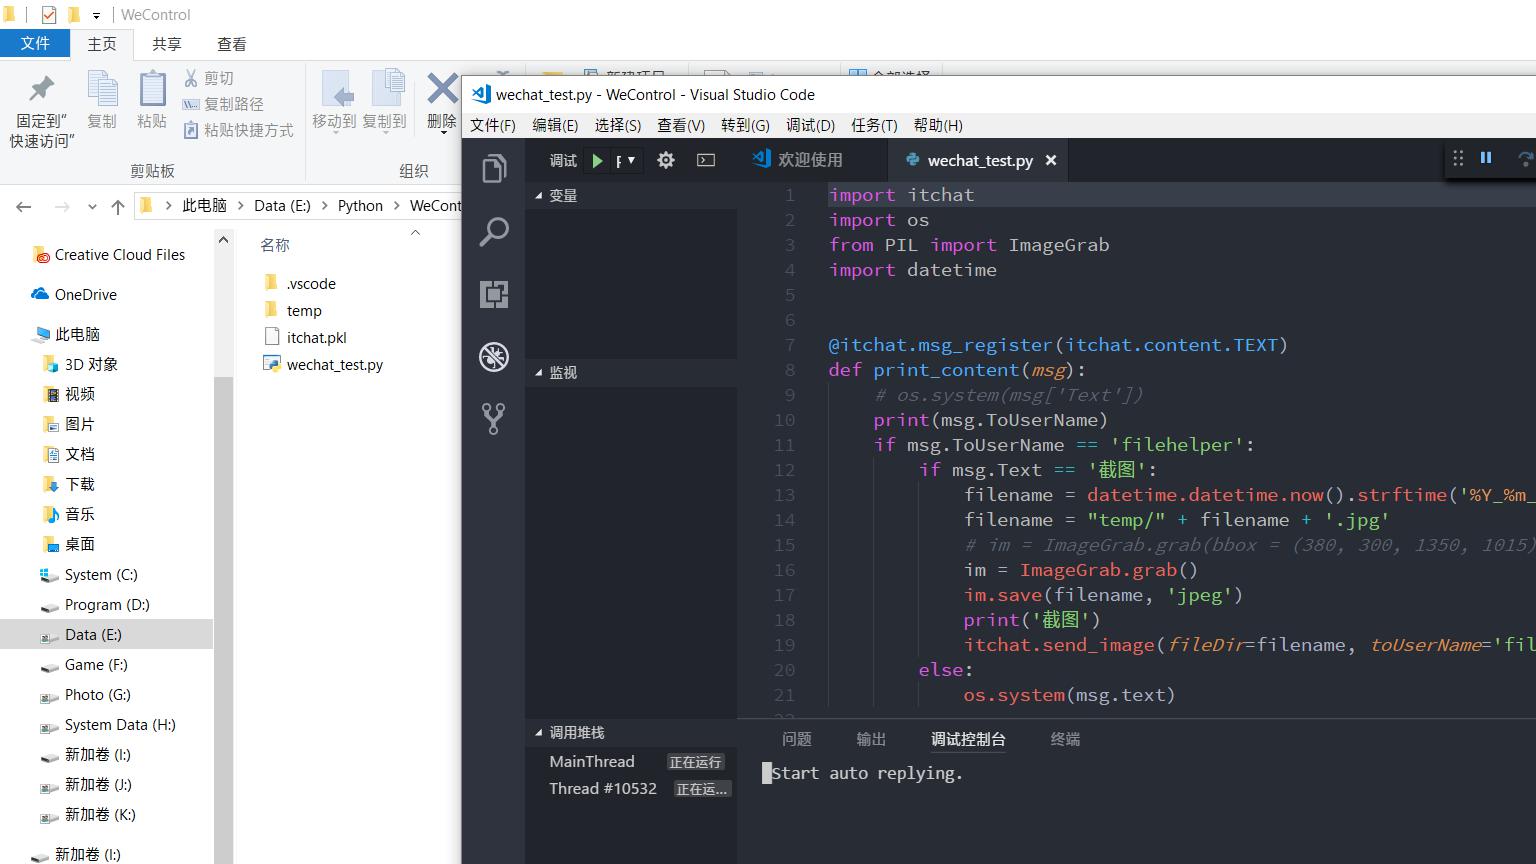 WeControl
文件 主页 共享 查看
固定到“快速访问”
复制
粘贴
剪切
复制路径
粘贴快捷方式
剪贴板
移动到
复制到
删除
组织
此电脑 Data (E:) Python WeCont
Creative Cloud Files
OneDrive
此电脑
3D 对象
视频
图片
文档
下载
音乐
桌面
System (C:)
Program (D:)
Data (E:)
Game (F:)
Photo (G:)
System Data (H:)
新加卷 (I:)
新加卷 (J:)
新加卷 (K:)
新加卷 (I:)
名称
.vscode
temp
itchat.pkl
wechat_test.py
wechat_test.py - WeControl - Visual Studio Code
文件(F) 编辑(E) 选择(S) 查看(V) 转到(G) 调试(D) 任务(T) 帮助(H)
调试
欢迎使用 wechat_test.py
变量
监视
调用堆栈
MainThread 正在运行
Thread #10532 正在运...
1 import itchat
2 import os
3 from PIL import ImageGrab
4 import datetime
5
6
7 @itchat.msg_register(itchat.content.TEXT)
8 def print_content(msg):
9 # os.system(msg['Text'])
10 print(msg.ToUserName)
11 if msg.ToUserName == 'filehelper':
12 if msg.Text == '截图':
13 filename = datetime.datetime.now().strftime('%Y_%m_
14 filename = "temp/" + filename + '.jpg'
15 # im = ImageGrab.grab(bbox = (380, 300, 1350, 1015)
16 im = ImageGrab.grab()
17 im.save(filename, 'jpeg')
18 print('截图')
19 itchat.send_image(fileDir=filename, toUserName='fil
20 else:
21 os.system(msg.text)
问题 输出 调试控制台 终端
Start auto replying.